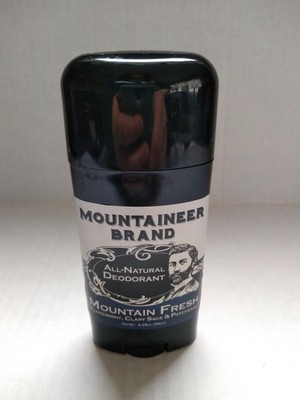 MOUNTAINEER
BRAND
ALL-NATURAL
DEODORANT
MOUNTAIN FRESH
PEPPERMINT, CLARY SAGE & PATCHOULI